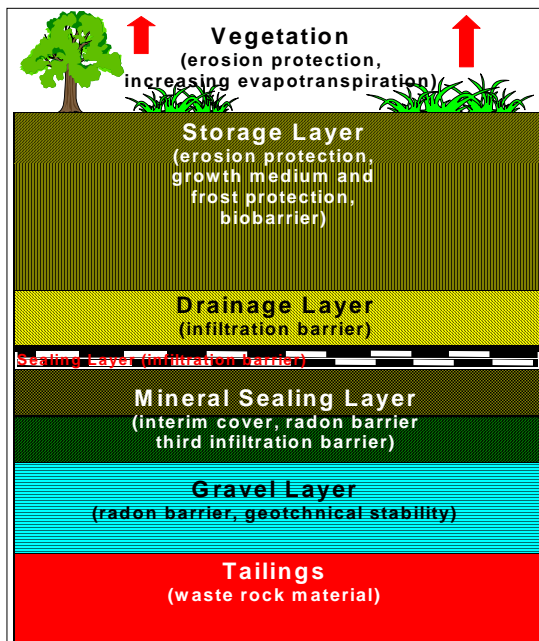 Vegetation
(erosion protection,
increasing evapotranspiration)
Storage Layer
(erosion protection,
growth medium and
frost protection,
biobarrier)
Drainage Layer
(infiltration barrier)
Sealing Layer (infiltration barrier)
Mineral Sealing Layer
(interim cover, radon barrier
third infiltration barrier)
Gravel Layer
(radon barrier, geotchnical stability)
Tailings
(waste rock material)